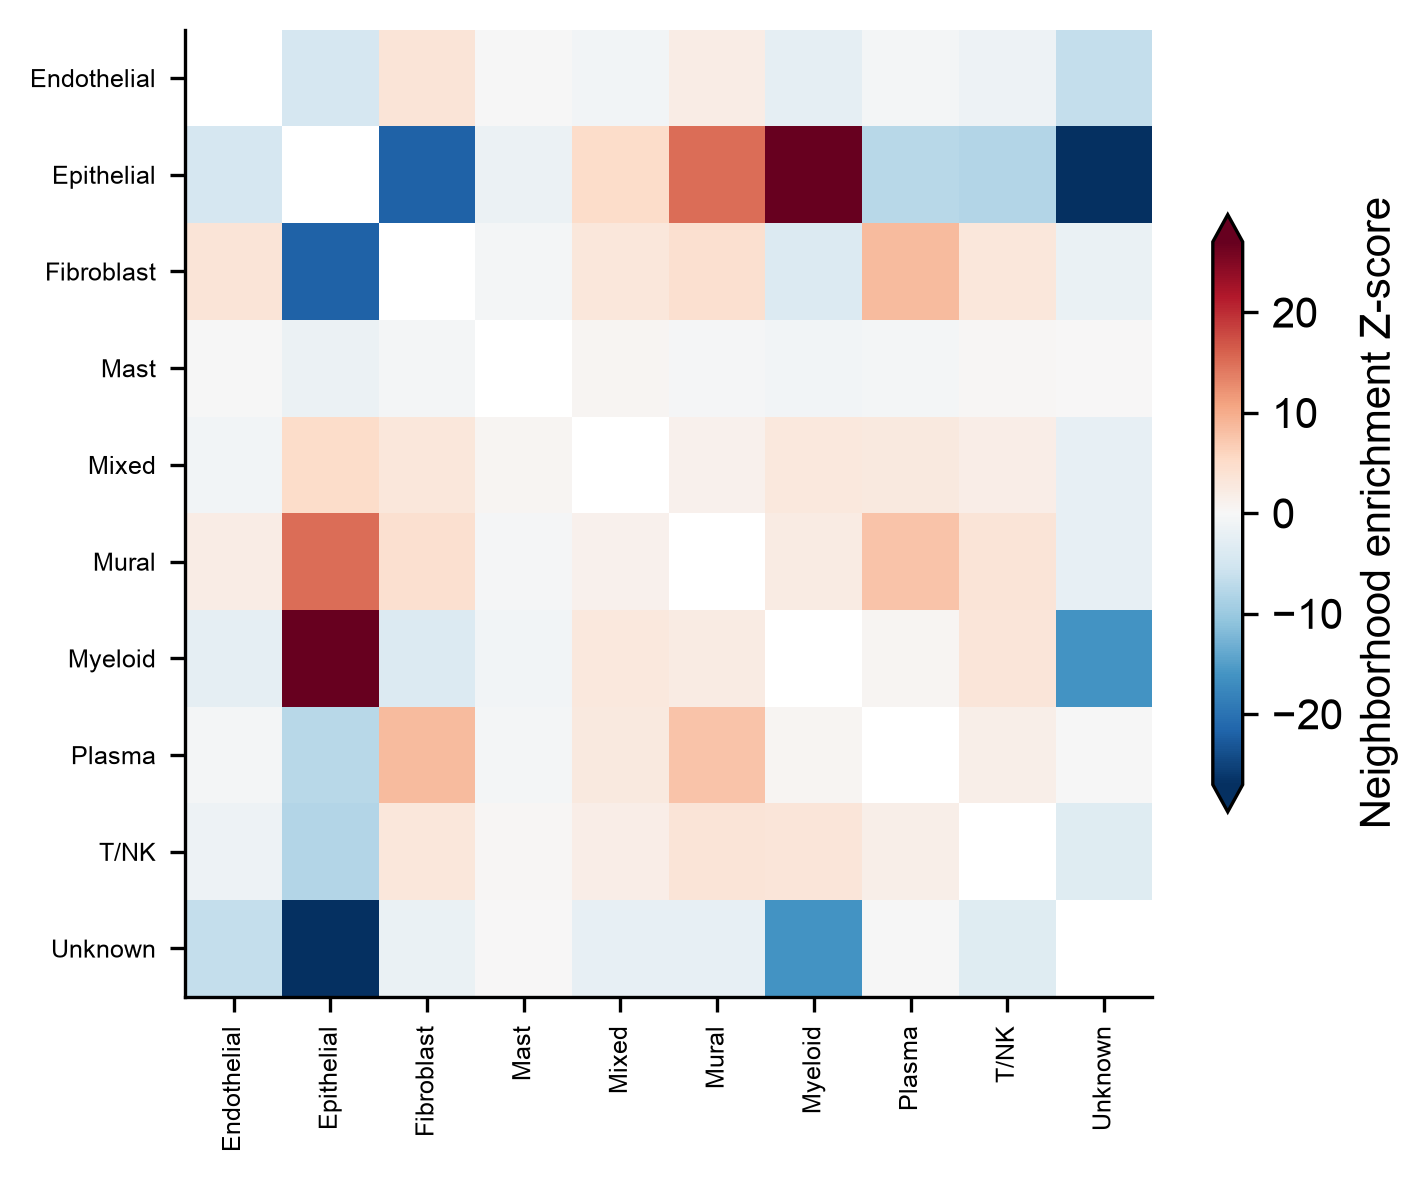 Endothelial
Epithelial
Fibroblast
Mast
Mixed
Mural
Myeloid
Plasma
T/NK
Unknown
Endothelial
Epithelial
Fibroblast
Mast
Mixed
Mural
Myeloid
Plasma
T/NK
Unknown
20
10
0
−10
−20
Neighborhood enrichment Z-score